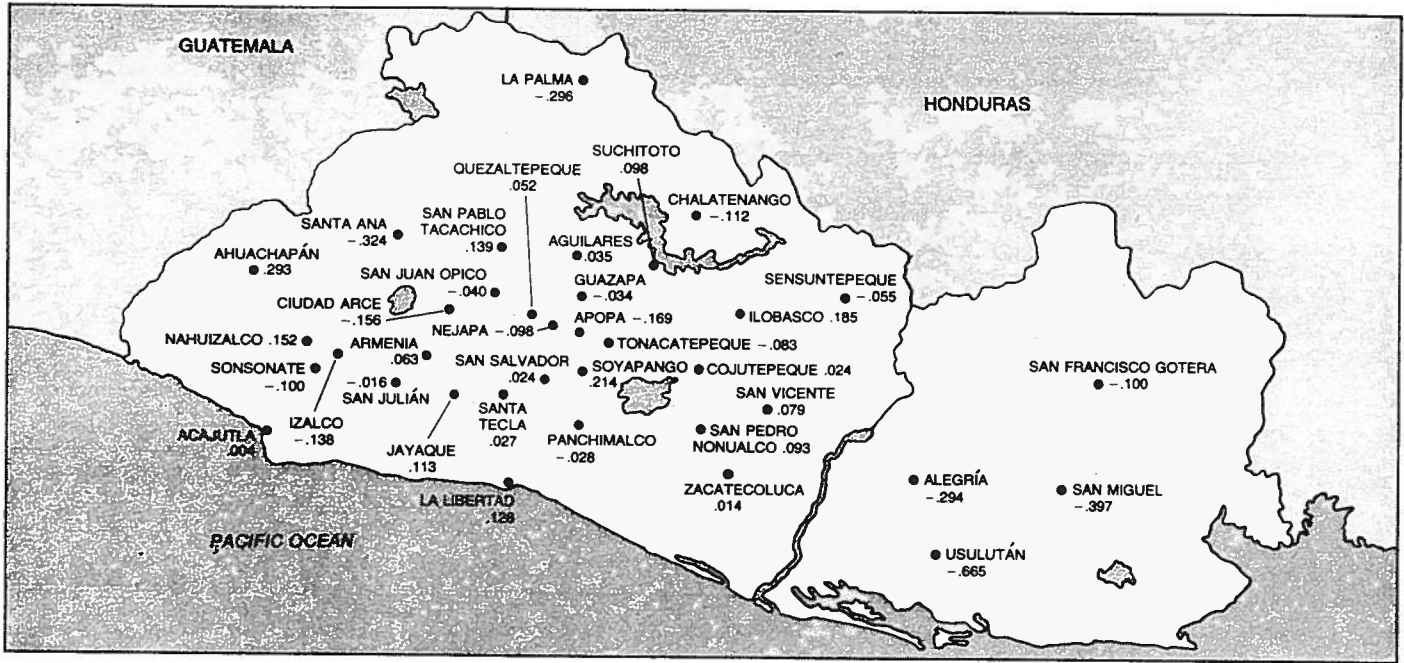 GUATEMALA
HONDURAS
LA PALMA
-.296
SUCHITOTO
.098
QUEZALTEPEQUE
.052
CHALATENANGO
-.112
SANTA ANA
-.324
SAN PABLO
TACACHICO
.139
AGUILARES
.035
AHUACHAPÁN
.293
SAN JUAN OPICO
-.040
GUAZAPA
-.034
SENSUNTEPEQUE
-.055
CIUDAD ARCE
-.156
NEJAPA -.098
APOPA -.169
ILOBASCO .185
NAHUIZALCO .152
ARMENIA
.063
TONACATEPEQUE -.083
SONSONATE
-.100
SAN SALVADOR
.024
SOYAPANGO
.214
COJUTEPEQUE .024
SAN FRANCISCO GOTERA
-.100
-.016
SAN JULIÁN
SAN VICENTE
.079
IZALCO
-.138
SANTA
TECLA
.027
ACAJUTLA
.004
JAYAQUE
.113
PANCHIMALCO
-.028
SAN PEDRO
NONUALCO .093
ZACATECOLUCA
.014
LA LIBERTAD
.128
ALEGRÍA
-.294
SAN MIGUEL
-.397
PACIFIC OCEAN
USULUTÁN
-.665